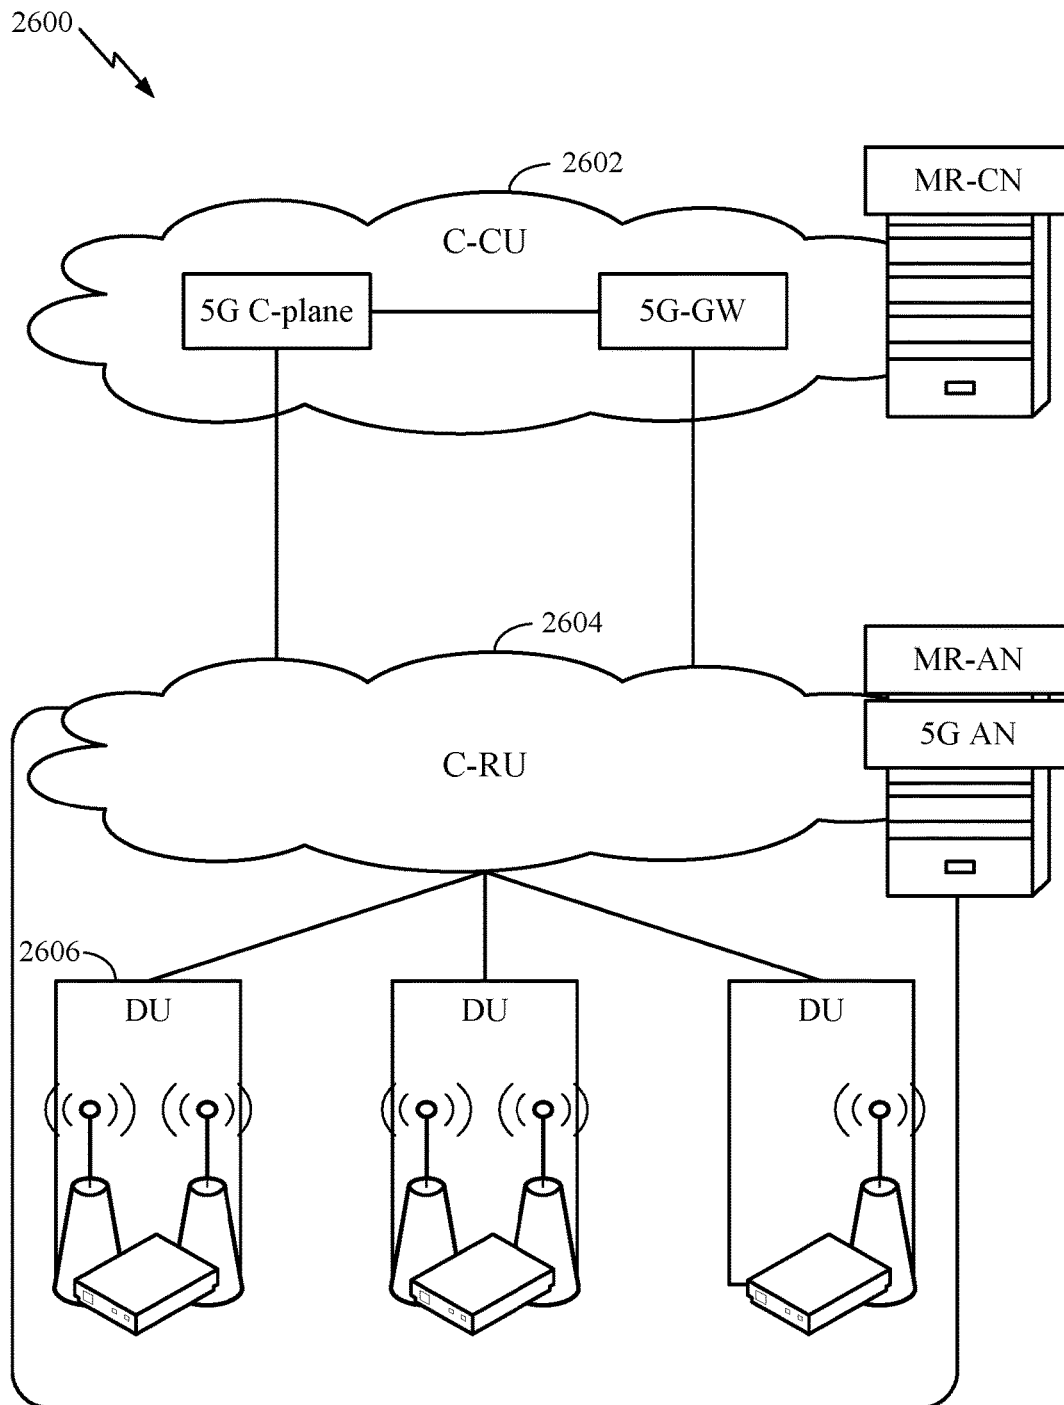 2600
2602
MR-CN
C-CU
5G C-plane
5G-GW
2604
MR-AN
5G AN
C-RU
2606
DU
DU
DU